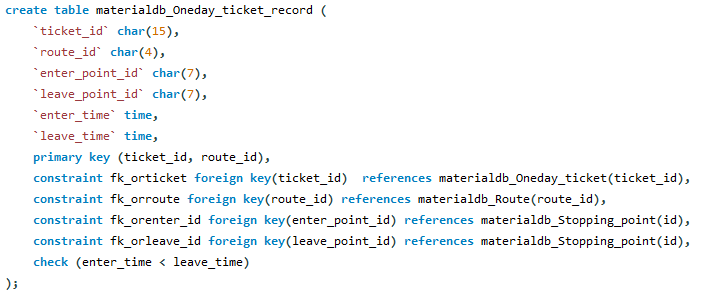 create table materialdb_Oneday_ticket_record (
    `ticket_id` char(15),
    `route_id` char(4),
    `enter_point_id` char(7),
    `leave_point_id` char(7),
    `enter_time` time,
    `leave_time` time,
    primary key (ticket_id, route_id),
    constraint fk_orticket foreign key(ticket_id)  references materialdb_Oneday_ticket(ticket_id),
    constraint fk_orroute foreign key(route_id) references materialdb_Route(route_id),
    constraint fk_orenter_id foreign key(enter_point_id) references materialdb_Stopping_point(id),
    constraint fk_orleave_id foreign key(leave_point_id) references materialdb_Stopping_point(id),
    check (enter_time < leave_time)
);